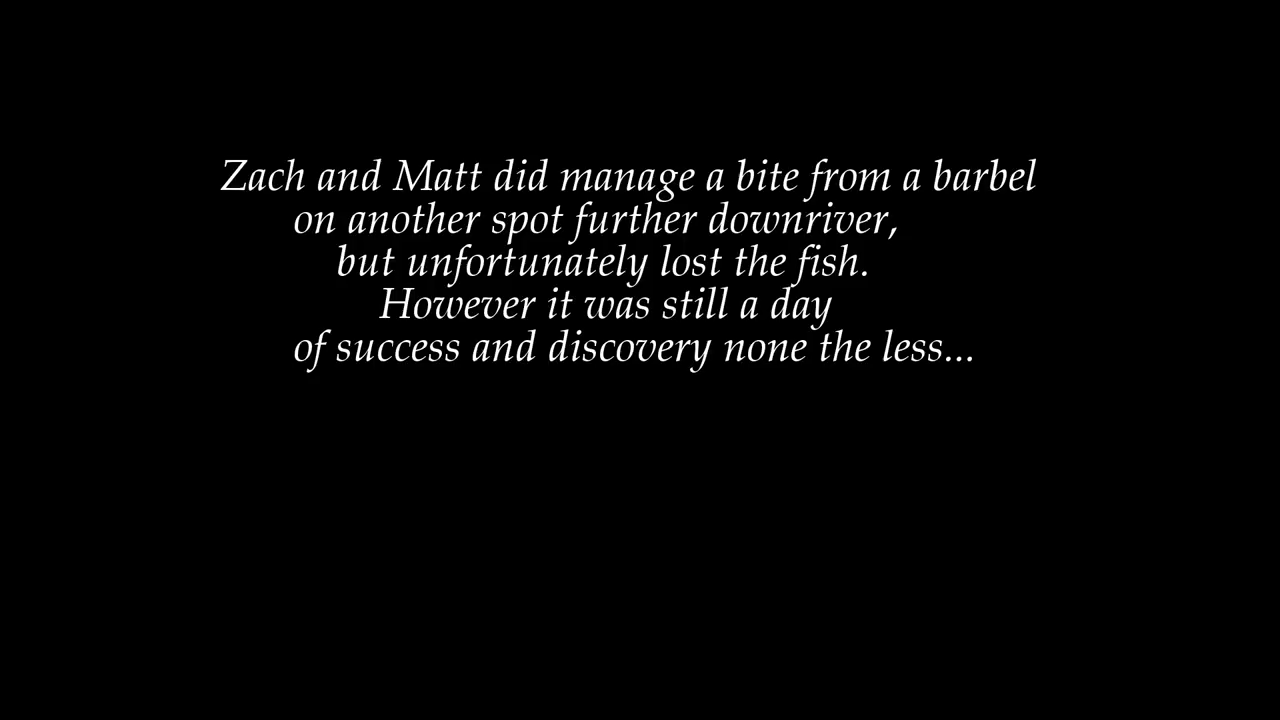 Zach and Matt did manage a bite from a barbel
on another spot further downriver,
but unfortunately lost the fish.
However it was still a day
of success and discovery none the less...